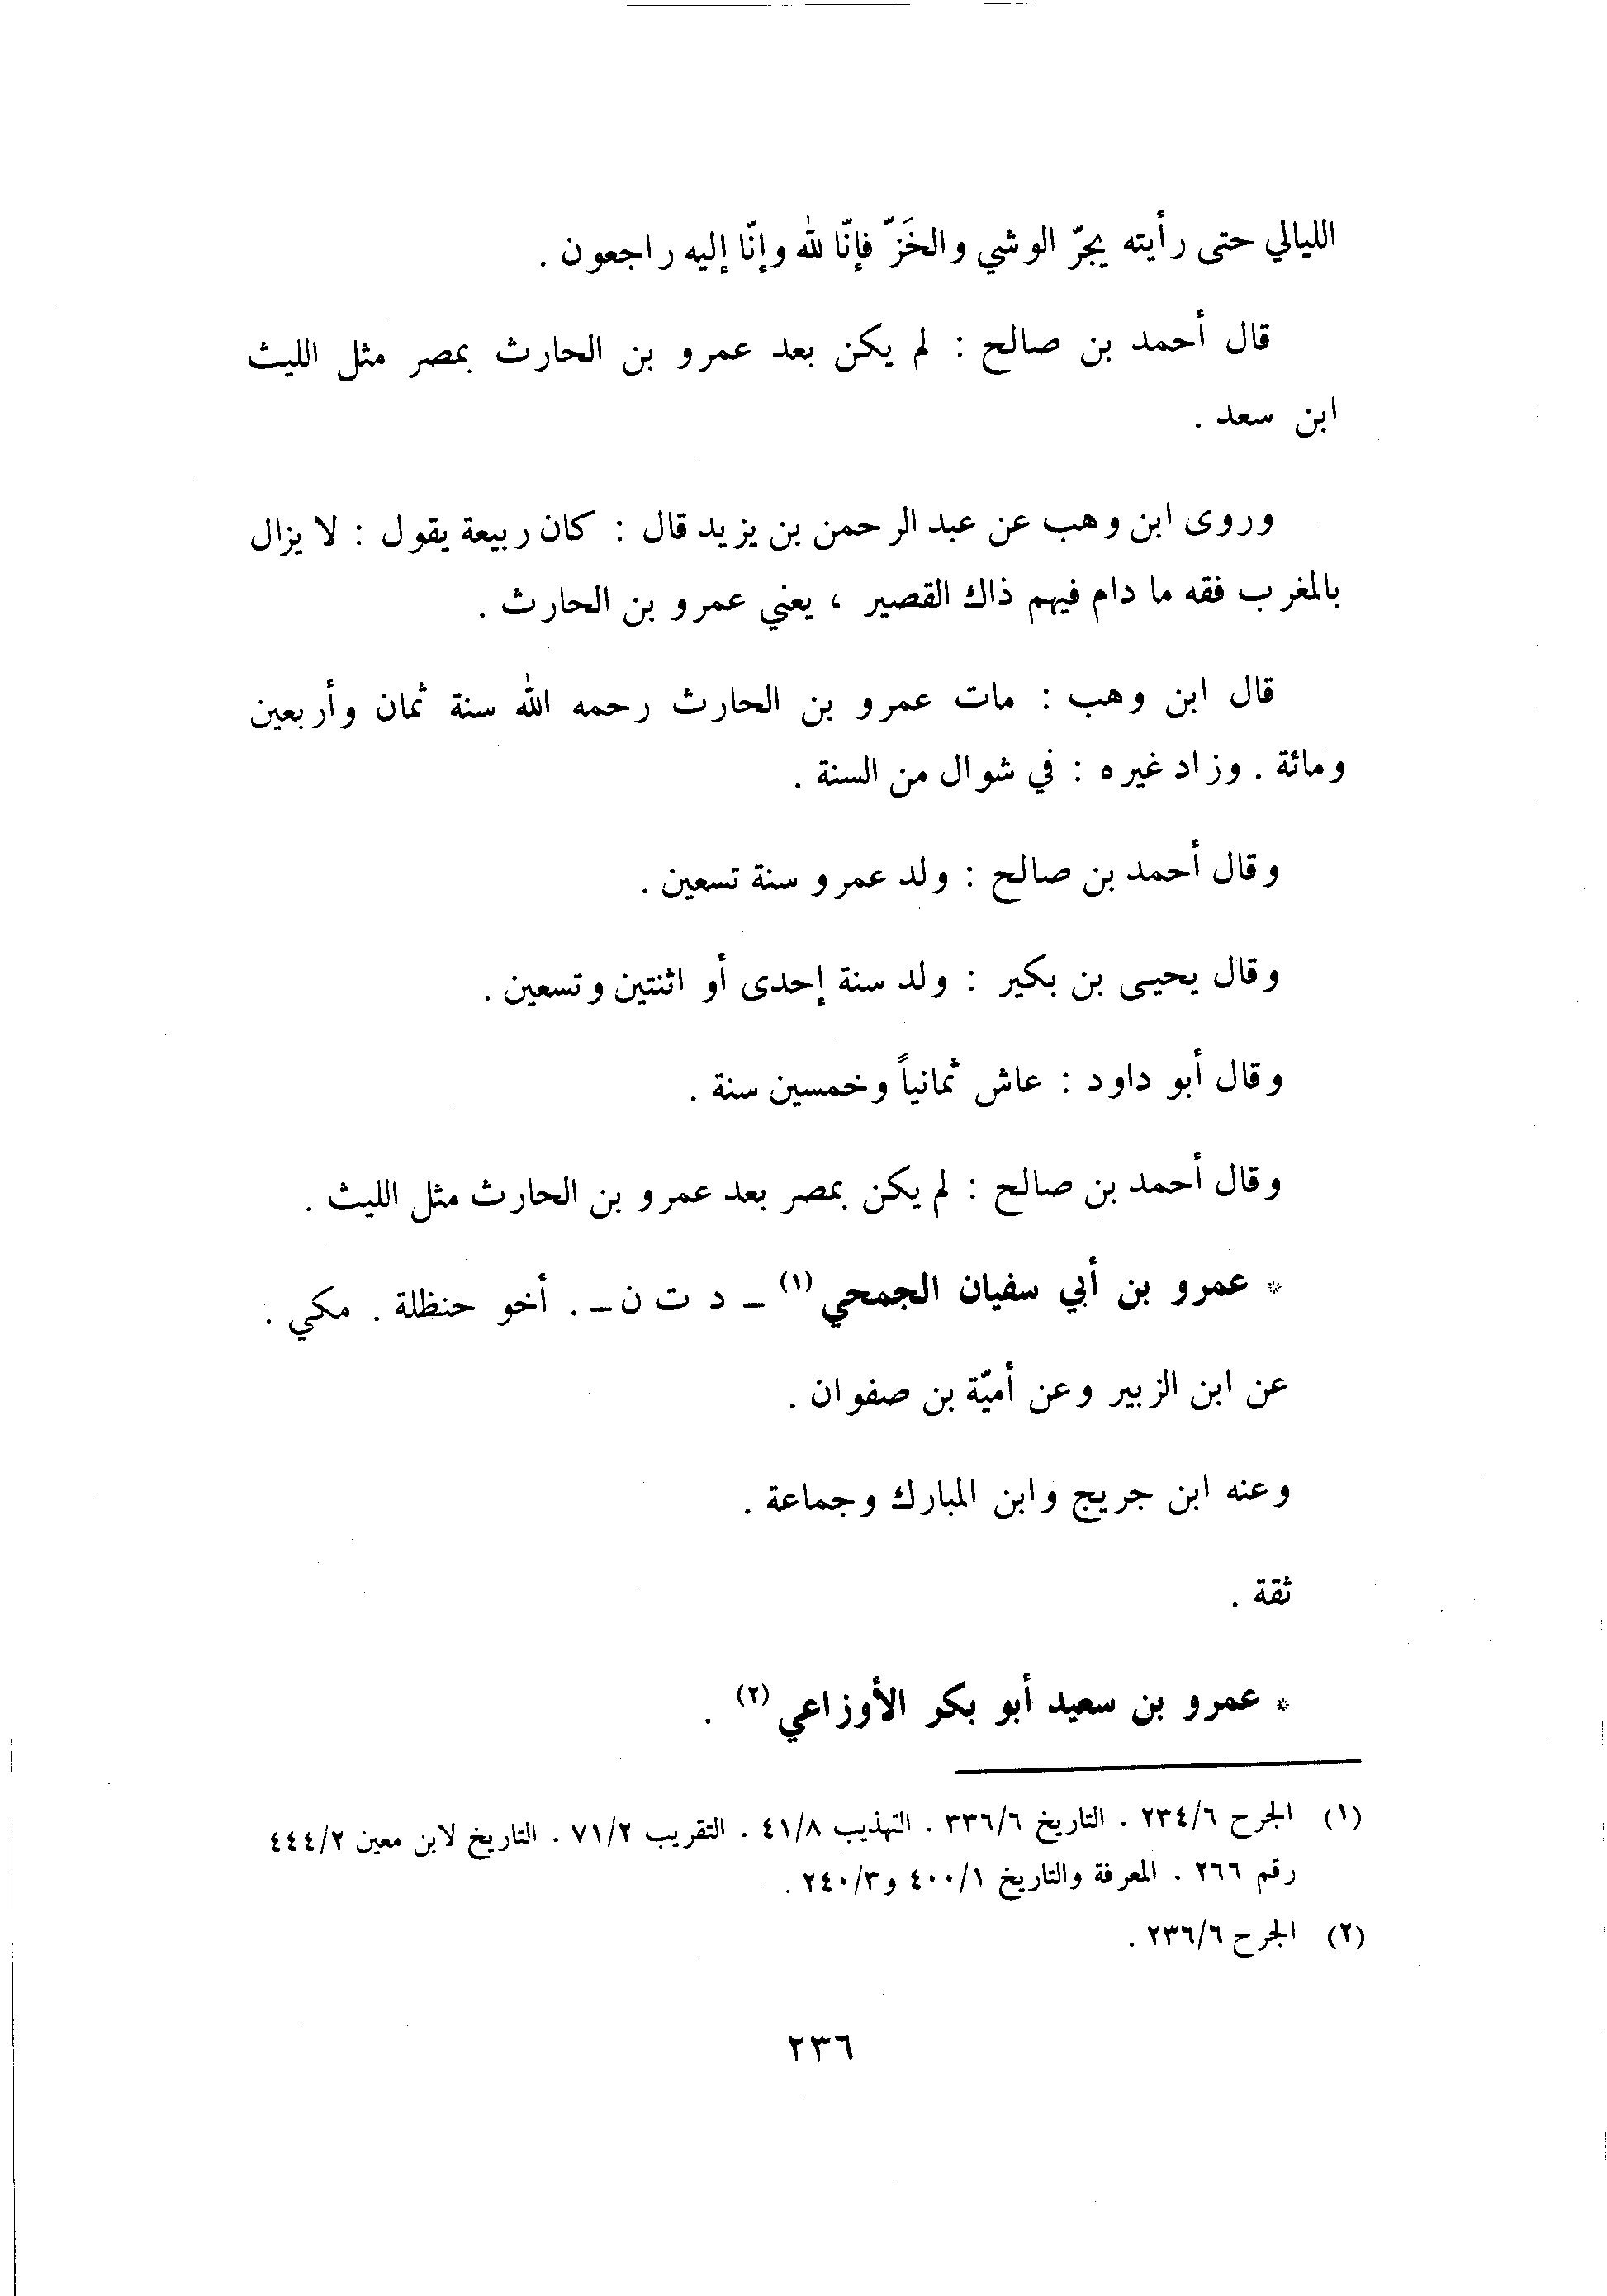 الليالي حتى رأيته يجرّ الوشي والخَزّ فإنّا لله وإنّا إليه راجعون .
قال أحمد بن صالح : لم يكن بعد عمرو بن الحارث بمصر مثل الليث
ابن سعد .
وروى ابن وهب عن عبد الرحمن بن يزيد قال : كان ربيعة يقول : لا يزال
بالمغرب فقه ما دام فيهم ذاك القصير ، يعني عمرو بن الحارث .
قال ابن وهب : مات عمرو بن الحارث رحمه الله سنة ثمان وأربعين
ومائة . وزاد غيره : في شوال من السنة .
وقال أحمد بن صالح : ولد عمرو سنة تسعين .
وقال يحيى بن بكير : ولد سنة إحدى أو اثنتين وتسعين .
وقال أبو داود : عاش ثمانياً وخمسين سنة .
وقال أحمد بن صالح : لم يكن بمصر بعد عمرو بن الحارث مثل الليث .
* عمرو بن أبي سفيان الجمحي (١) – د ت ن – . أخو حنظلة . مكي .
عن ابن الزبير وعن أميّة بن صفوان .
وعنه ابن جريج وابن المبارك وجماعة .
ثقة .
* عمرو بن سعيد أبو بكر الأوزاعي (٢) .
(١) الجرح ٢٣٤/٦ . التاريخ ٣٣٦/٦ . التهذيب ٤١/٨ . التقريب ٧١/٢ . التاريخ لابن معين ٤٤٤/٢
رقم ٢٦٦ . المعرفة والتاريخ ٤٠٠/١ و٢٤٠/٣ .
(٢) الجرح ٢٣٦/٦ .
٢٣٦